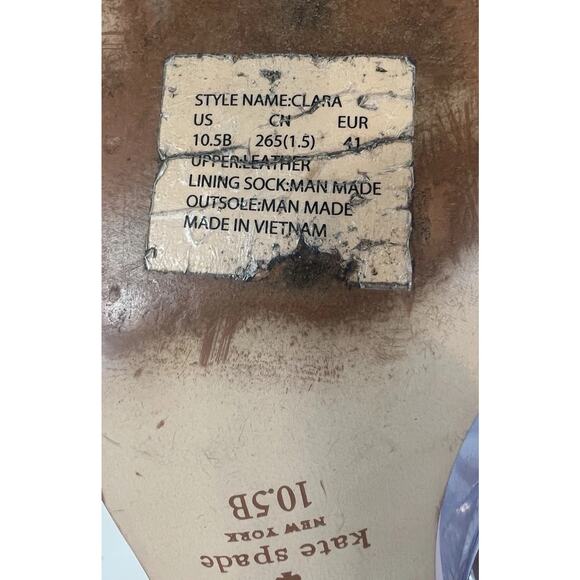 STYLE NAME:CLARA
US CN EUR
10.5B 265(1.5) 41
UPPER:LEATHER
LINING SOCK:MAN MADE
OUTSOLE:MAN MADE
MADE IN VIETNAM
kate spade
NEW YORK
10.5B